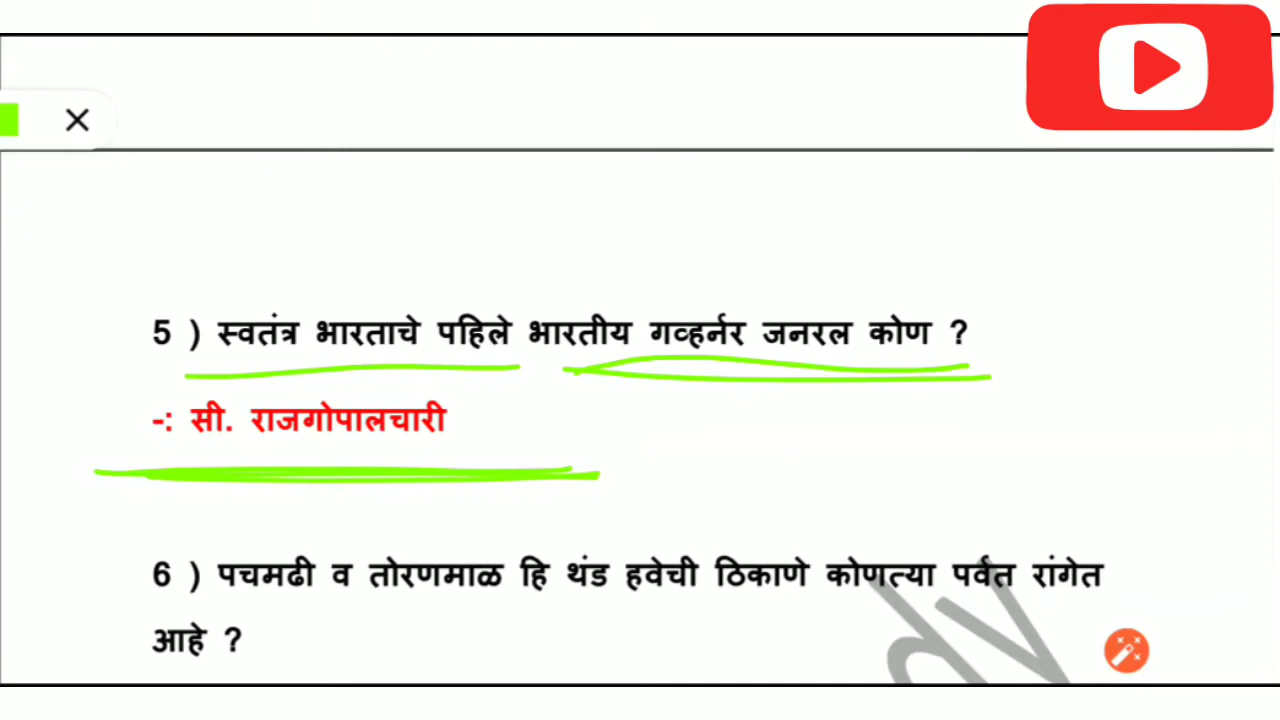 5 ) स्वतंत्र भारताचे पहिले भारतीय गव्हर्नर जनरल कोण ?
-: सी. राजगोपालचारी
6 ) पचमढी व तोरणमाळ हि थंड हवेची ठिकाणे कोणत्या पर्वत रांगेत
आहे ?